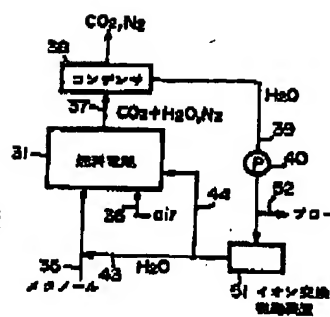 CO2,N2
38
コンデンサ
37
CO2+H2O,N2
H2O
39
31
燃料電池
P
40
44
52
ブロー
36
air
35
43
H2O
メタノール
51
イオン交換
樹脂装置